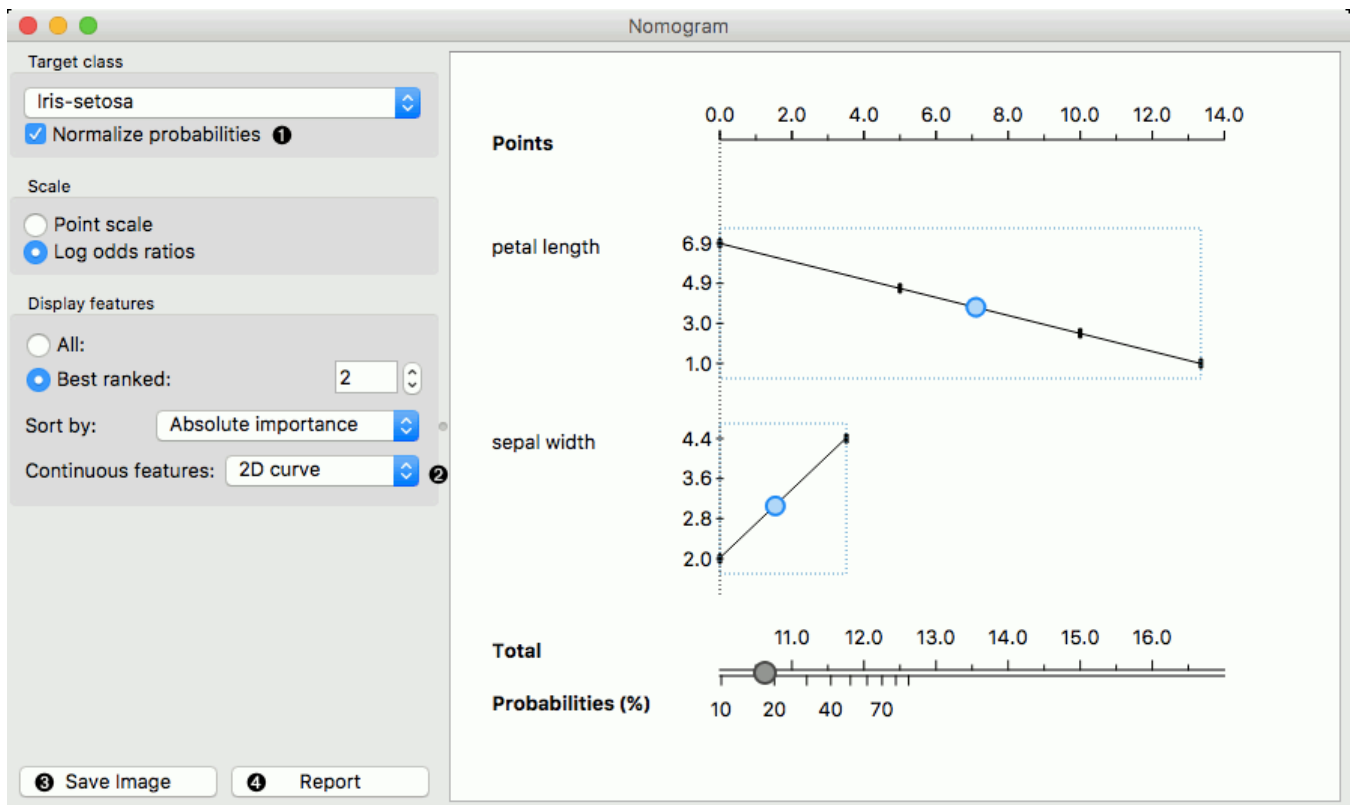 Nomogram
Target class
Iris-setosa
Normalize probabilities ❶
Scale
Point scale
Log odds ratios
Display features
All:
Best ranked: 2
Sort by: Absolute importance
Continuous features: 2D curve ❷
❸ Save Image
❹ Report
0.0 2.0 4.0 6.0 8.0 10.0 12.0 14.0
Points
petal length
6.9
4.9
3.0
1.0
sepal width
4.4
3.6
2.8
2.0
11.0 12.0 13.0 14.0 15.0 16.0
Total
Probabilities (%)
10 20 40 70